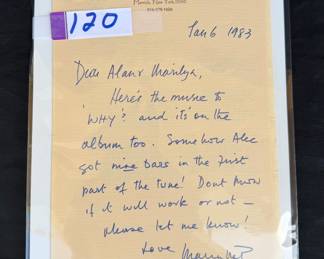 120
Jan 6 1983
Dear Alan & Marilyn,
Here's the music to
'WHY?' and it's on the
album too. Somehow Alec
got nine bars in the first
part of the tune! Dont know
if it will work or not –
please let me know!
Love